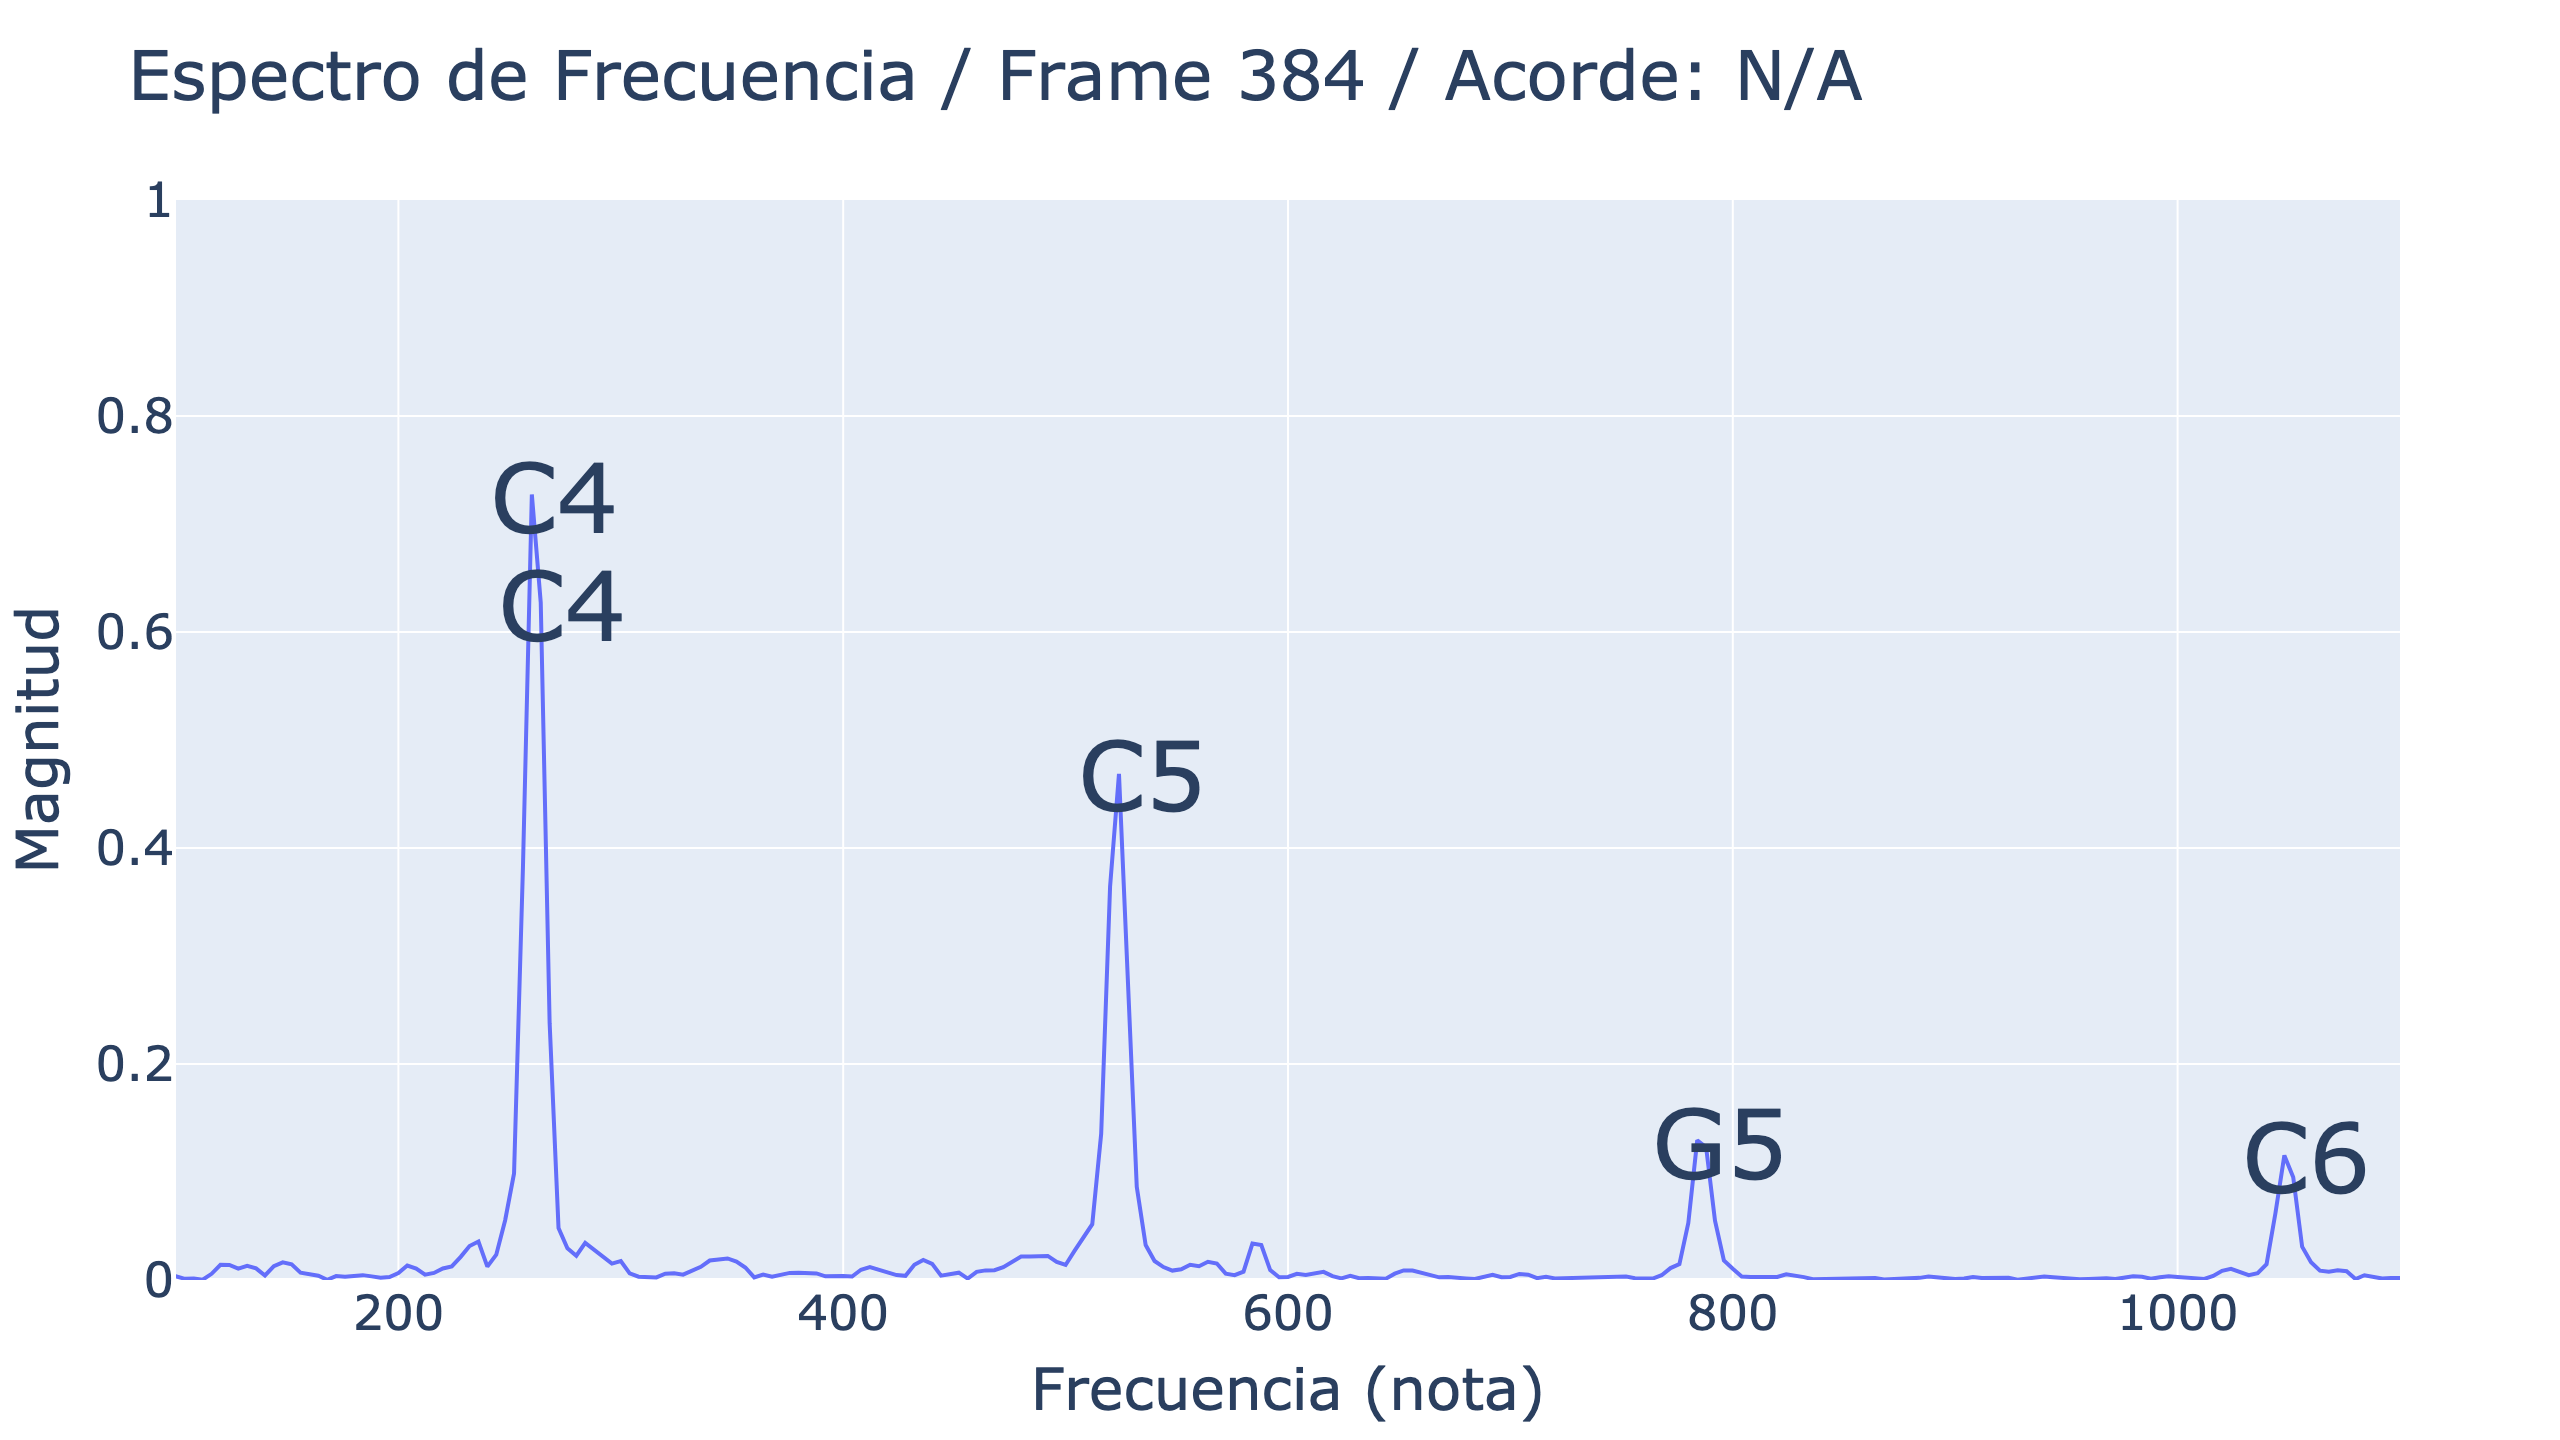 Espectro de Frecuencia / Frame 384 / Acorde: N/A
1
0.8
0.6
0.4
0.2
0
Magnitud
C4
C4
C5
G5
C6
200 400 600 800 1000
Frecuencia (nota)